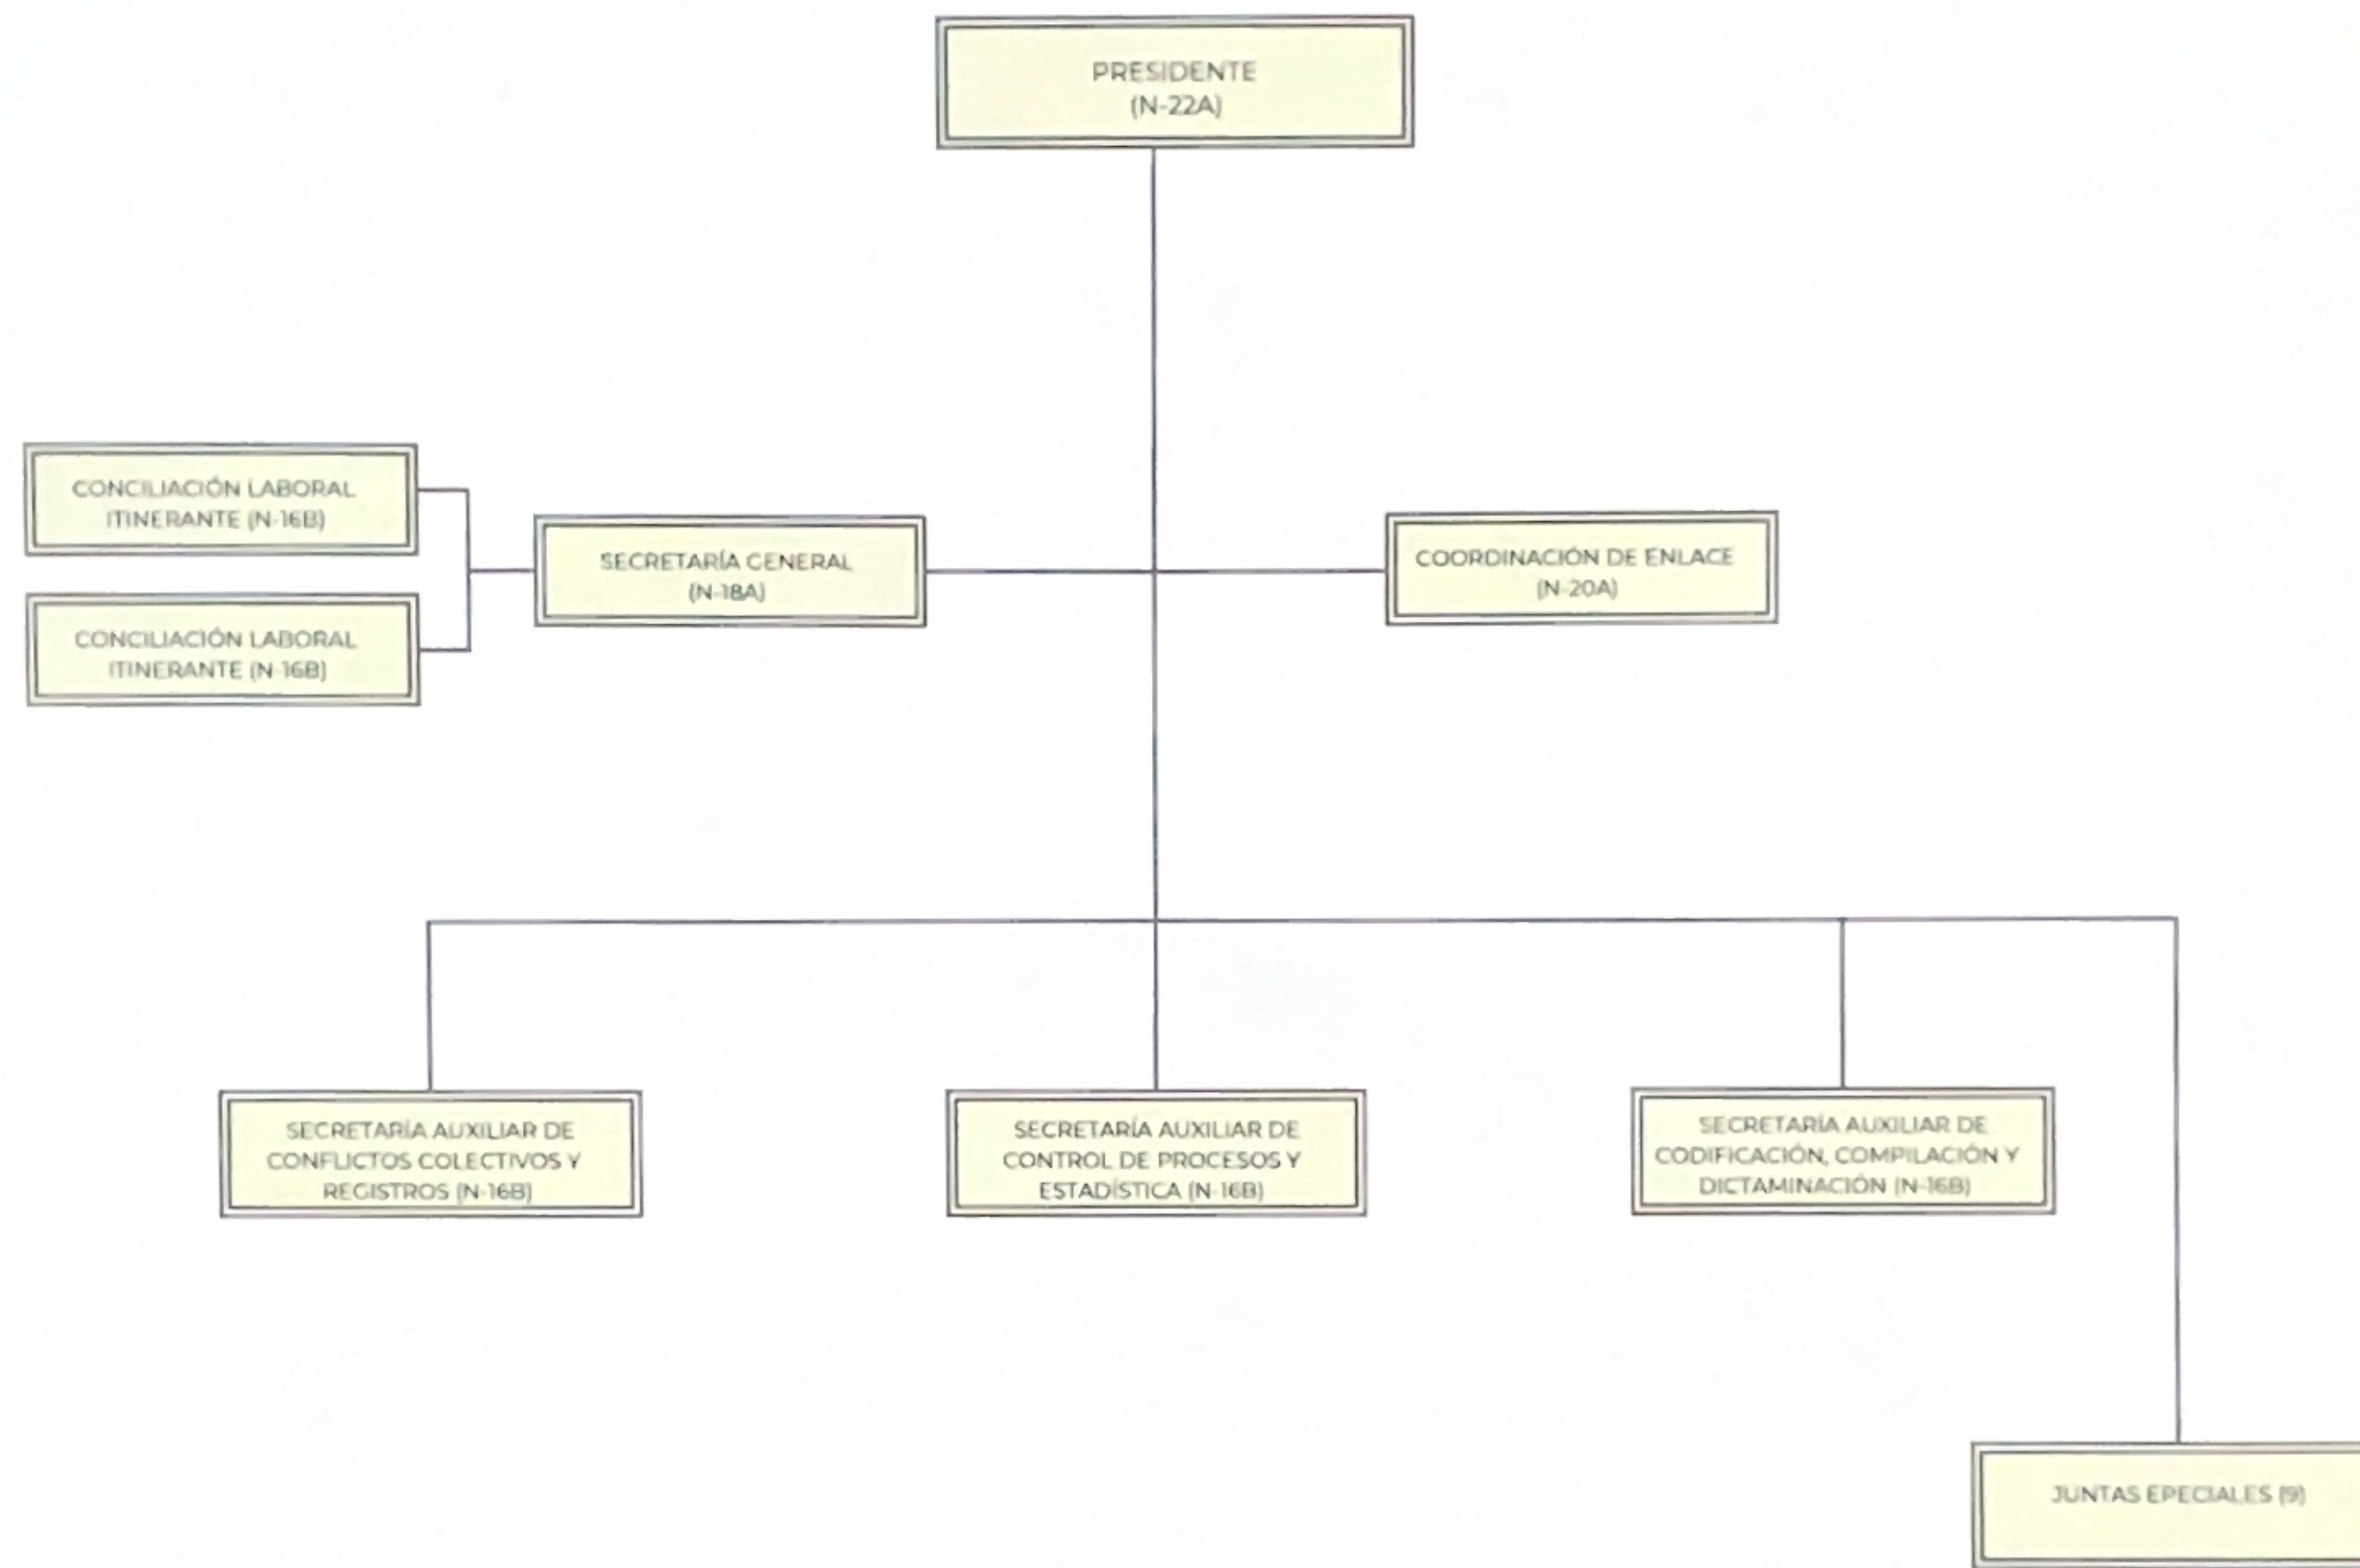 PRESIDENTE
(N-22A)
CONCILIACIÓN LABORAL
ITINERANTE (N-16B)
SECRETARÍA GENERAL
(N-18A)
COORDINACIÓN DE ENLACE
(N-20A)
CONCILIACIÓN LABORAL
ITINERANTE (N-16B)
SECRETARÍA AUXILIAR DE
CONFLICTOS COLECTIVOS Y
REGISTROS (N-16B)
SECRETARÍA AUXILIAR DE
CONTROL DE PROCESOS Y
ESTADÍSTICA (N-16B)
SECRETARÍA AUXILIAR DE
CODIFICACIÓN, COMPILACIÓN Y
DICTAMINACIÓN (N-16B)
JUNTAS EPECIALES (9)